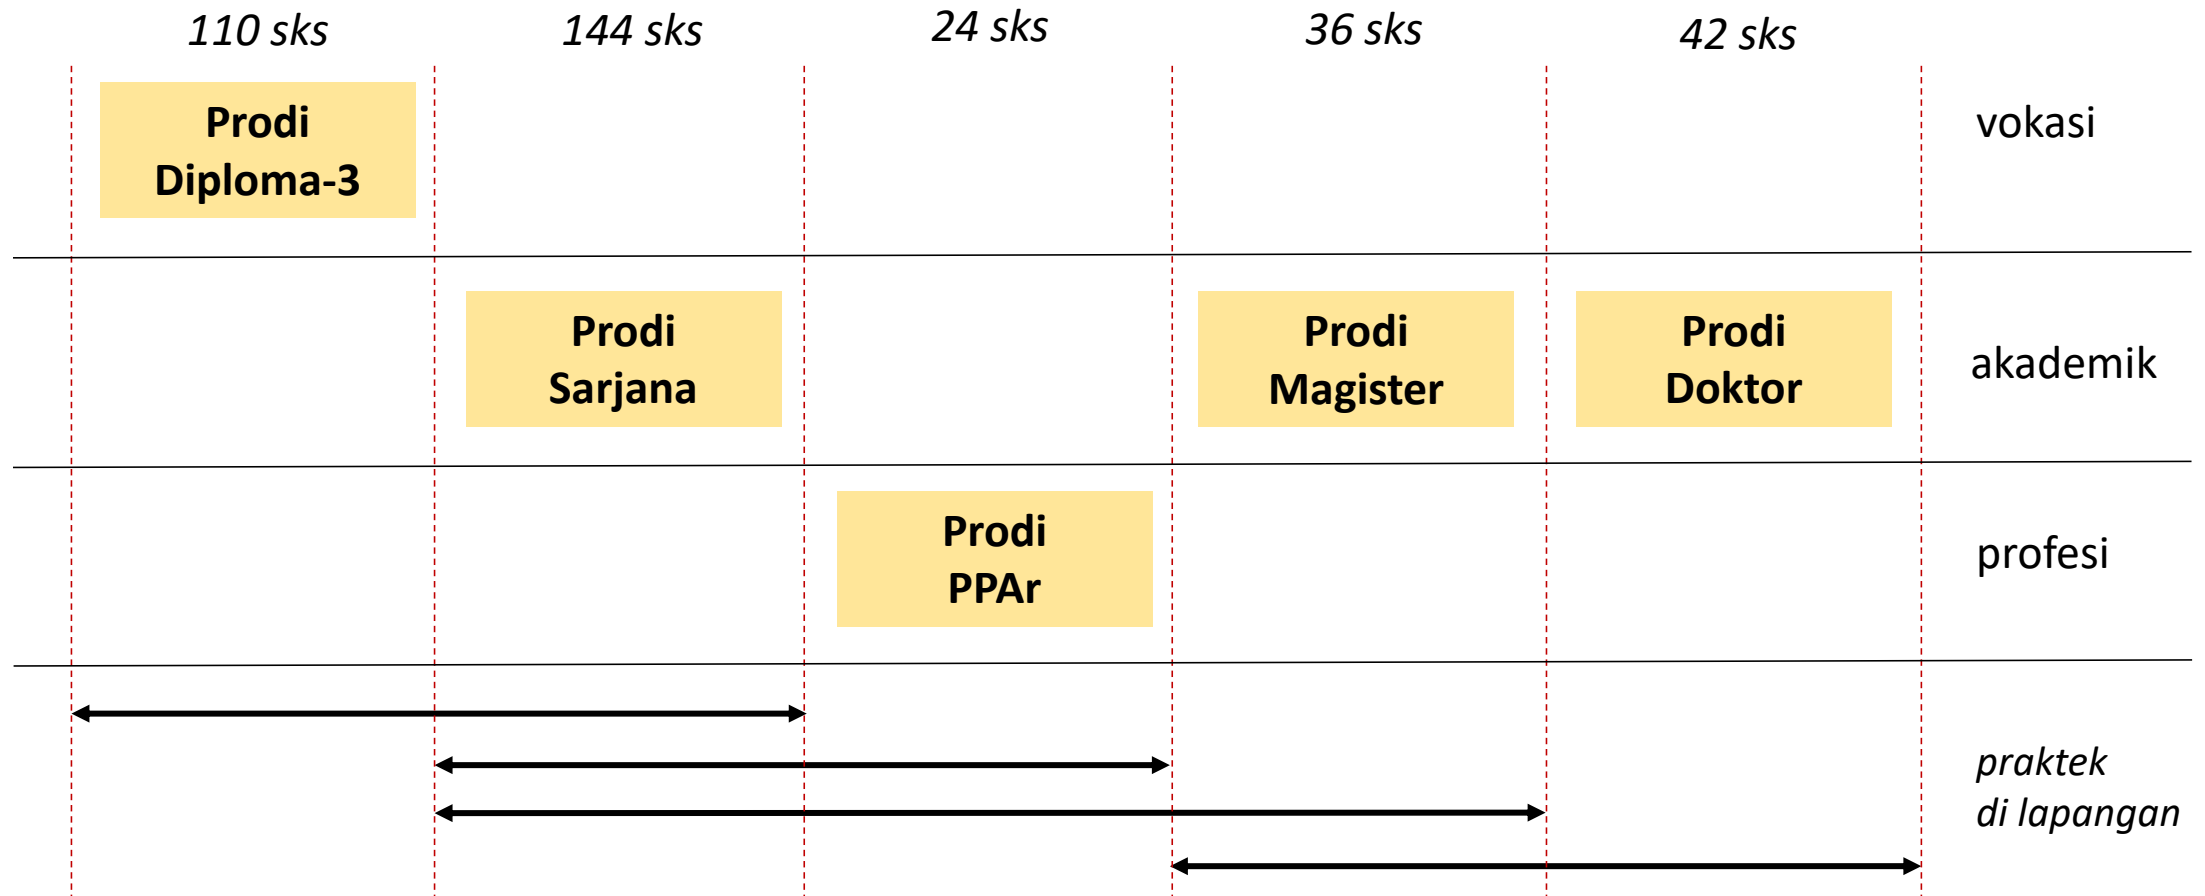 110 sks
144 sks
24 sks
36 sks
42 sks
Prodi
Diploma-3
vokasi
Prodi
Sarjana
Prodi
Magister
Prodi
Doktor
akademik
Prodi
PPAr
profesi
praktek
di lapangan